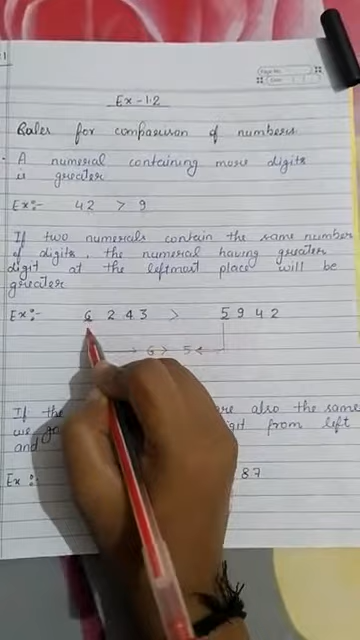 Ex-1.2
Rules for comparison of numbers
A numeral containing more digits
is greater
Ex:- 42 > 9
If two numerals contain the same number
of digits, the numeral having greater
digit at the leftmost place will be
greater
Ex:- 6 2 4 3 > 5 9 4 2
6 > 5
If the are also the same
we from left
and
Ex :- 87